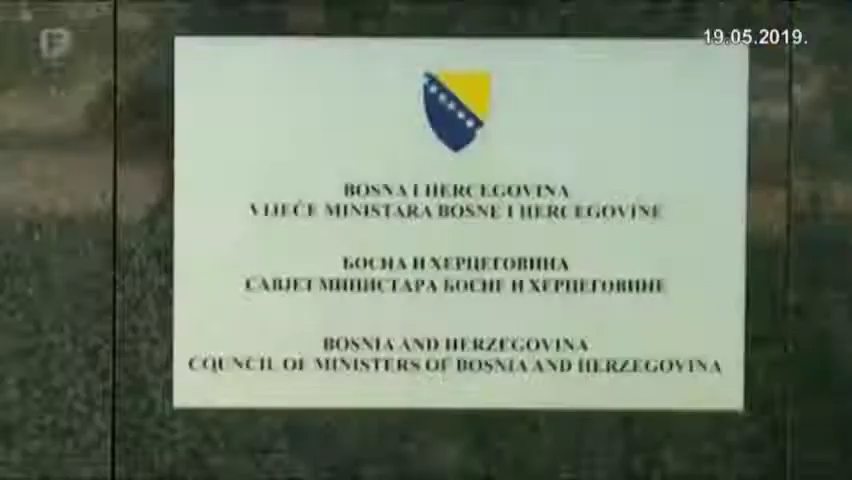 19.05.2019.
BOSNA I HERCEGOVINA
VIJEĆE MINISTARA BOSNE I HERCEGOVINE
БОСНА И ХЕРЦЕГОВИНА
САВЈЕТ МИНИСТАРА БОСНЕ И ХЕРЦЕГОВИНЕ
BOSNIA AND HERZEGOVINA
COUNCIL OF MINISTERS OF BOSNIA AND HERZEGOVINA